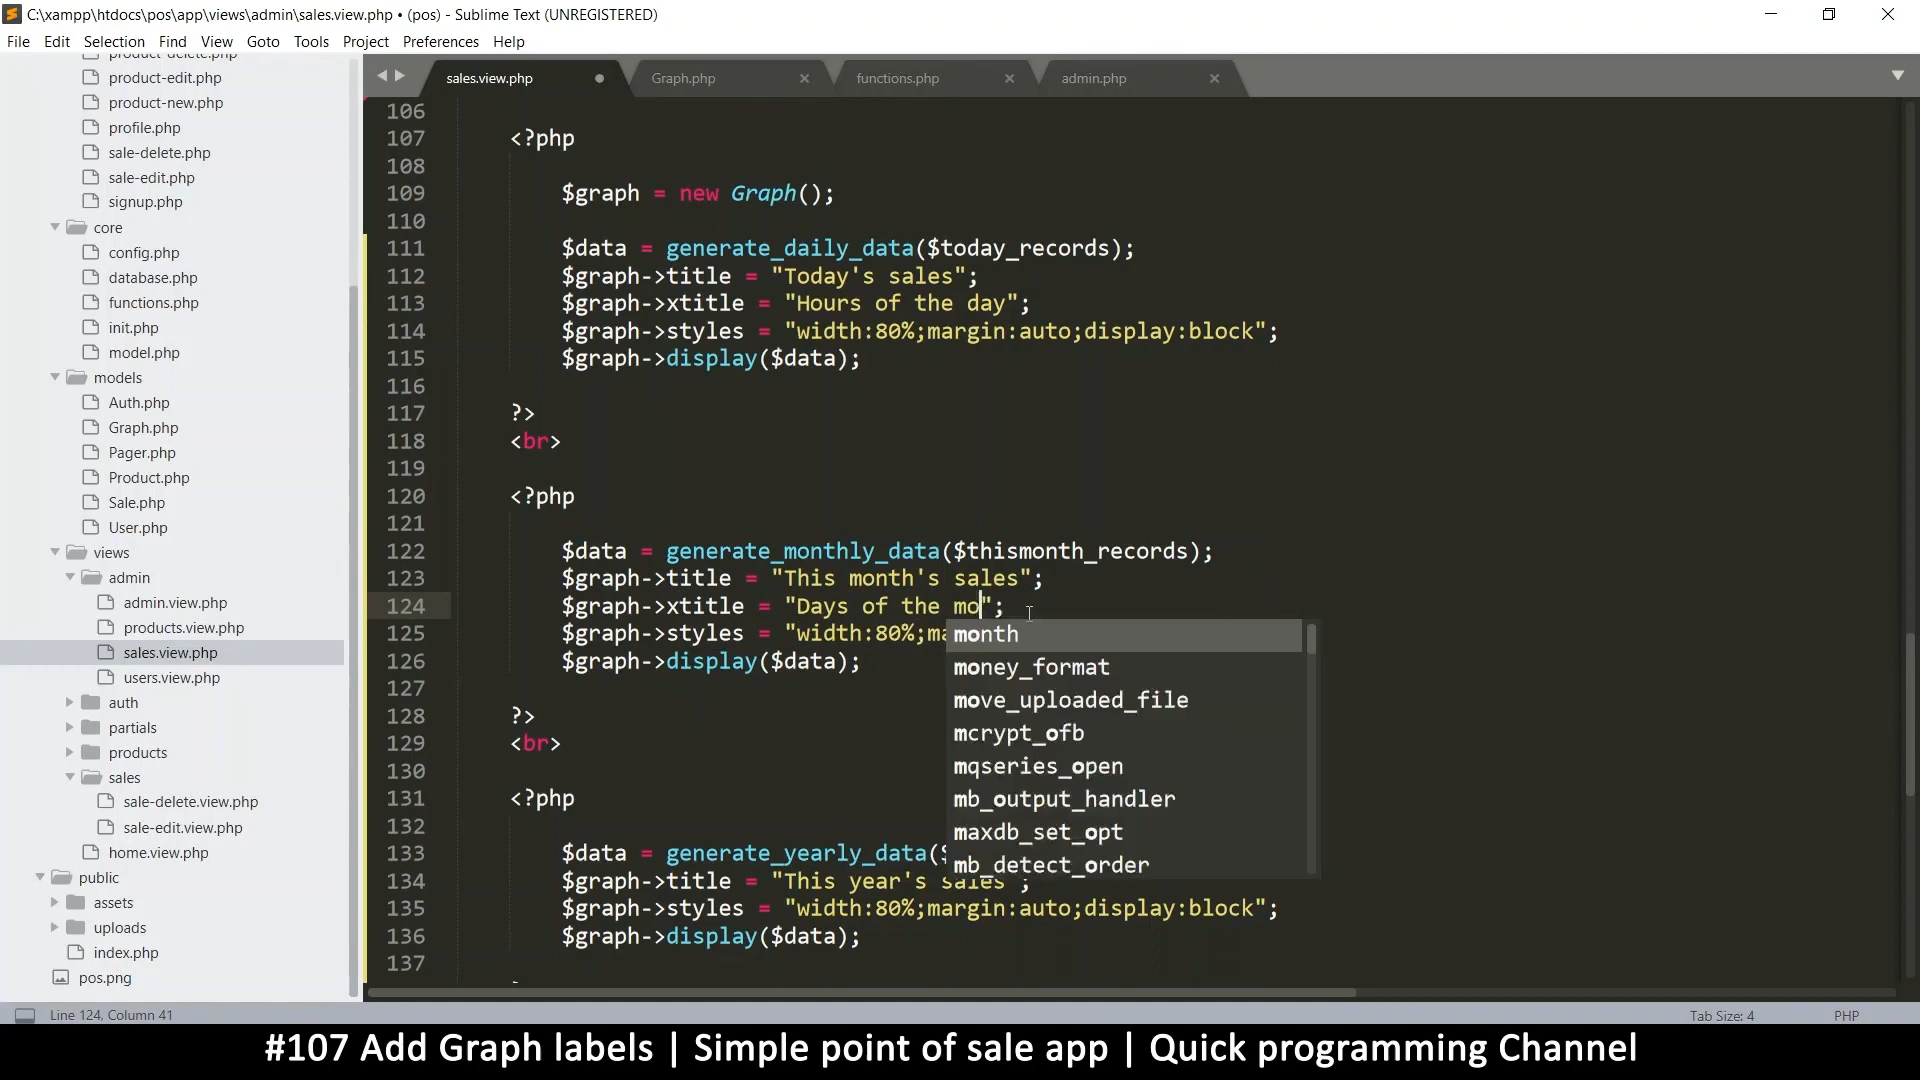 C:\xampp\htdocs\pos\app\views\admin\sales.view.php • (pos) - Sublime Text (UNREGISTERED)
File Edit Selection Find View Goto Tools Project Preferences Help
product-delete.php
product-edit.php
product-new.php
profile.php
sale-delete.php
sale-edit.php
signup.php
core
config.php
database.php
functions.php
init.php
model.php
models
Auth.php
Graph.php
Pager.php
Product.php
Sale.php
User.php
views
admin
admin.view.php
products.view.php
sales.view.php
users.view.php
auth
partials
products
sales
sale-delete.view.php
sale-edit.view.php
home.view.php
public
assets
uploads
index.php
pos.png
sales.view.php Graph.php functions.php admin.php
106
107 <?php
108
109 $graph = new Graph();
110
111 $data = generate_daily_data($today_records);
112 $graph->title = "Today's sales";
113 $graph->xtitle = "Hours of the day";
114 $graph->styles = "width:80%;margin:auto;display:block";
115 $graph->display($data);
116
117 ?>
118 <br>
119
120 <?php
121
122 $data = generate_monthly_data($thismonth_records);
123 $graph->title = "This month's sales";
124 $graph->xtitle = "Days of the mo";
125 $graph->styles = "width:80%;ma
126 $graph->display($data);
127
128 ?>
129 <br>
130
131 <?php
132
133 $data = generate_yearly_data($
134 $graph->title = "This year's sales";
135 $graph->styles = "width:80%;margin:auto;display:block";
136 $graph->display($data);
137
month
money_format
move_uploaded_file
mcrypt_ofb
mqseries_open
mb_output_handler
maxdb_set_opt
mb_detect_order
Line 124, Column 41 Tab Size: 4 PHP
#107 Add Graph labels | Simple point of sale app | Quick programming Channel